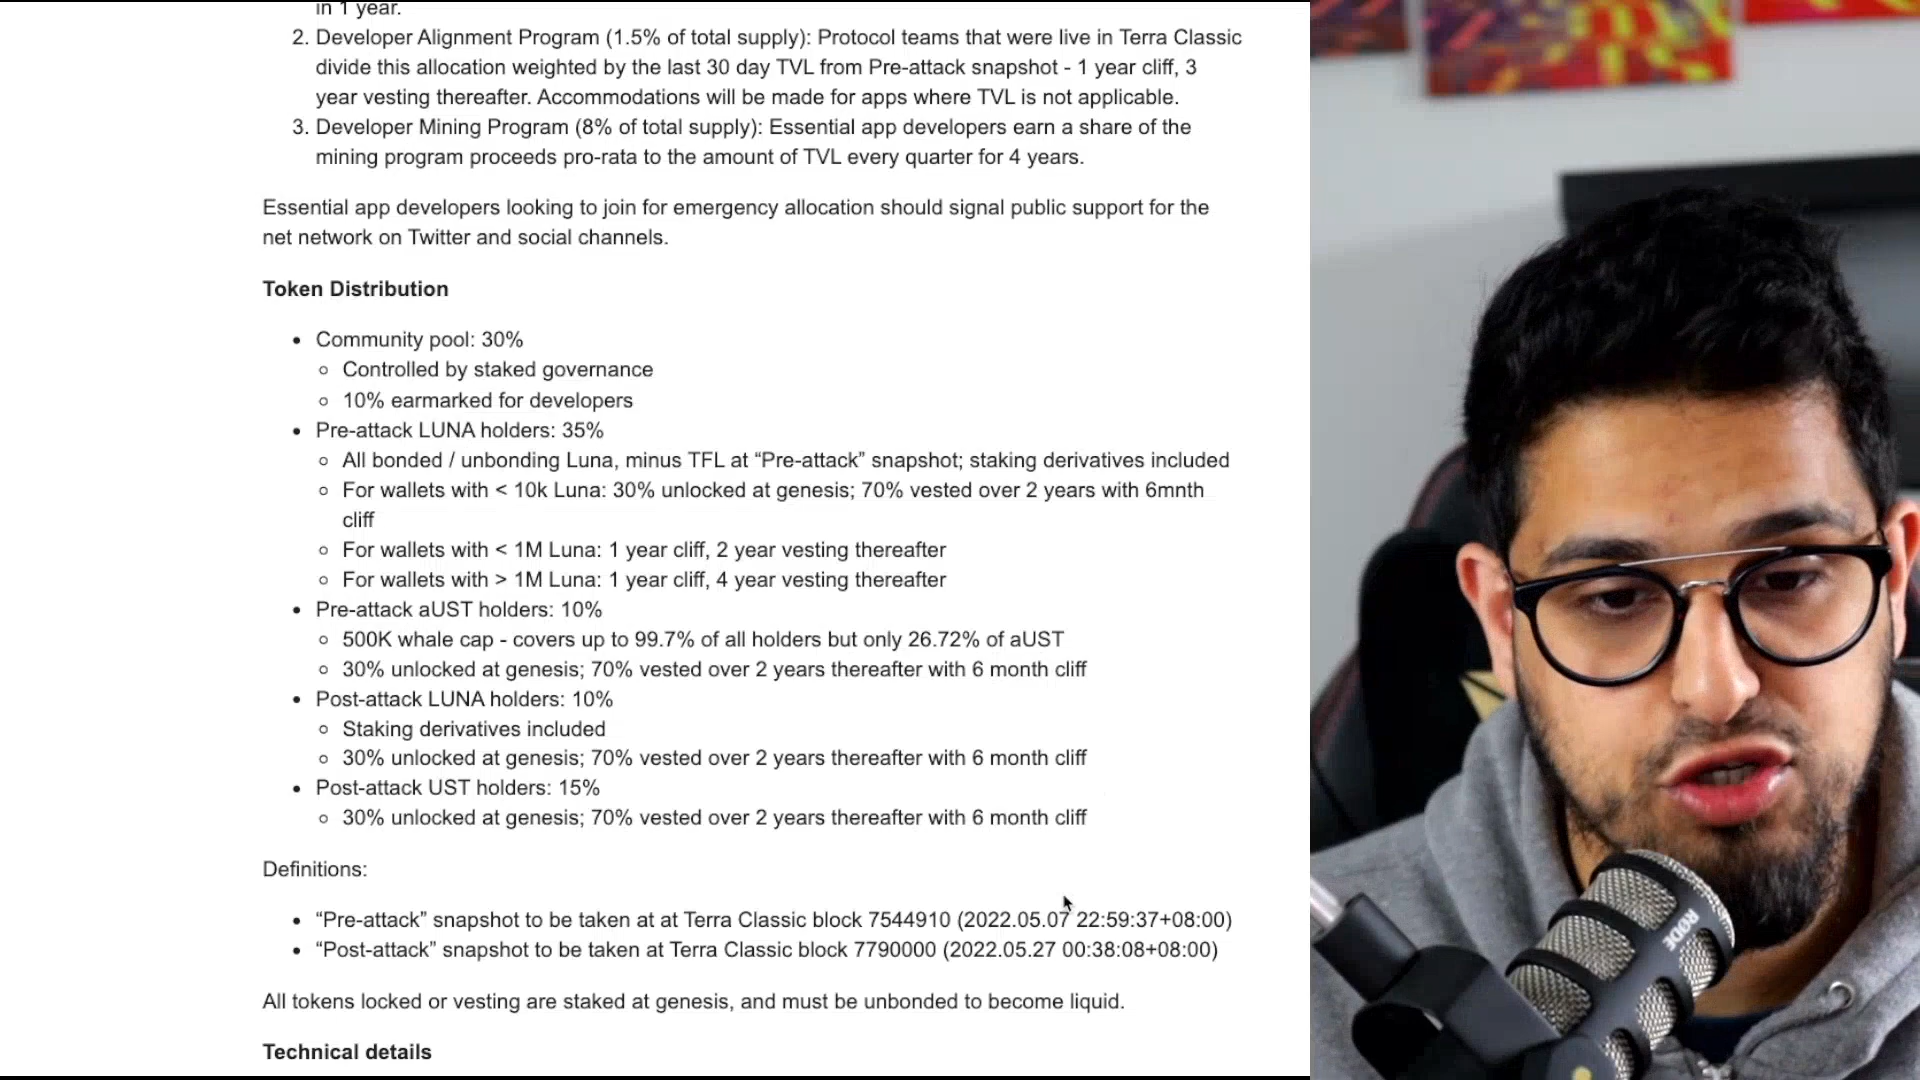 in 1 year.
2. Developer Alignment Program (1.5% of total supply): Protocol teams that were live in Terra Classic
divide this allocation weighted by the last 30 day TVL from Pre-attack snapshot - 1 year cliff, 3
year vesting thereafter. Accommodations will be made for apps where TVL is not applicable.
3. Developer Mining Program (8% of total supply): Essential app developers earn a share of the
mining program proceeds pro-rata to the amount of TVL every quarter for 4 years.
Essential app developers looking to join for emergency allocation should signal public support for the
net network on Twitter and social channels.
Token Distribution
• Community pool: 30%
◦ Controlled by staked governance
◦ 10% earmarked for developers
• Pre-attack LUNA holders: 35%
◦ All bonded / unbonding Luna, minus TFL at “Pre-attack” snapshot; staking derivatives included
◦ For wallets with < 10k Luna: 30% unlocked at genesis; 70% vested over 2 years with 6mnth
cliff
◦ For wallets with < 1M Luna: 1 year cliff, 2 year vesting thereafter
◦ For wallets with > 1M Luna: 1 year cliff, 4 year vesting thereafter
• Pre-attack aUST holders: 10%
◦ 500K whale cap - covers up to 99.7% of all holders but only 26.72% of aUST
◦ 30% unlocked at genesis; 70% vested over 2 years thereafter with 6 month cliff
• Post-attack LUNA holders: 10%
◦ Staking derivatives included
◦ 30% unlocked at genesis; 70% vested over 2 years thereafter with 6 month cliff
• Post-attack UST holders: 15%
◦ 30% unlocked at genesis; 70% vested over 2 years thereafter with 6 month cliff
Definitions:
• “Pre-attack” snapshot to be taken at at Terra Classic block 7544910 (2022.05.07 22:59:37+08:00)
• “Post-attack” snapshot to be taken at Terra Classic block 7790000 (2022.05.27 00:38:08+08:00)
All tokens locked or vesting are staked at genesis, and must be unbonded to become liquid.
Technical details
RODE